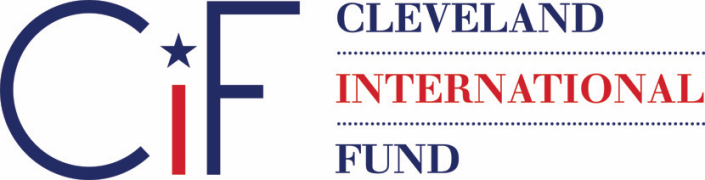 CiF
CLEVELAND
INTERNATIONAL
FUND